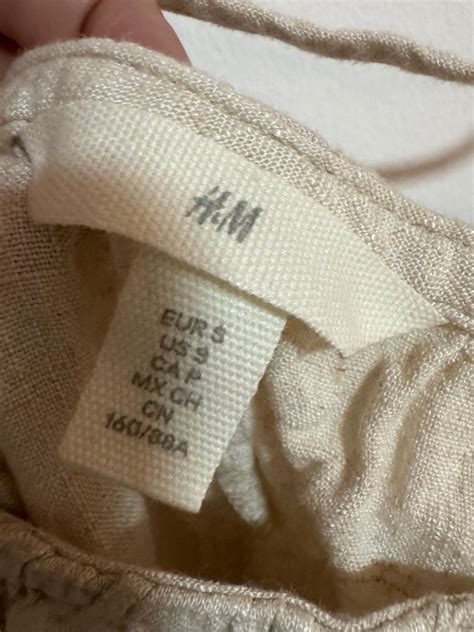 H&M
EUR S
US S
CA P
MX CH
CN
160/88A